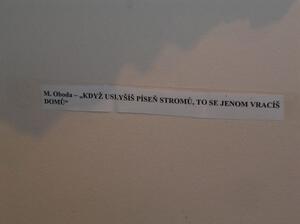 M. Oboda – „KDYŽ USLYŠÍŠ PÍSEŇ STROMŮ, TO SE JENOM VRACÍŠ
DOMŮ“